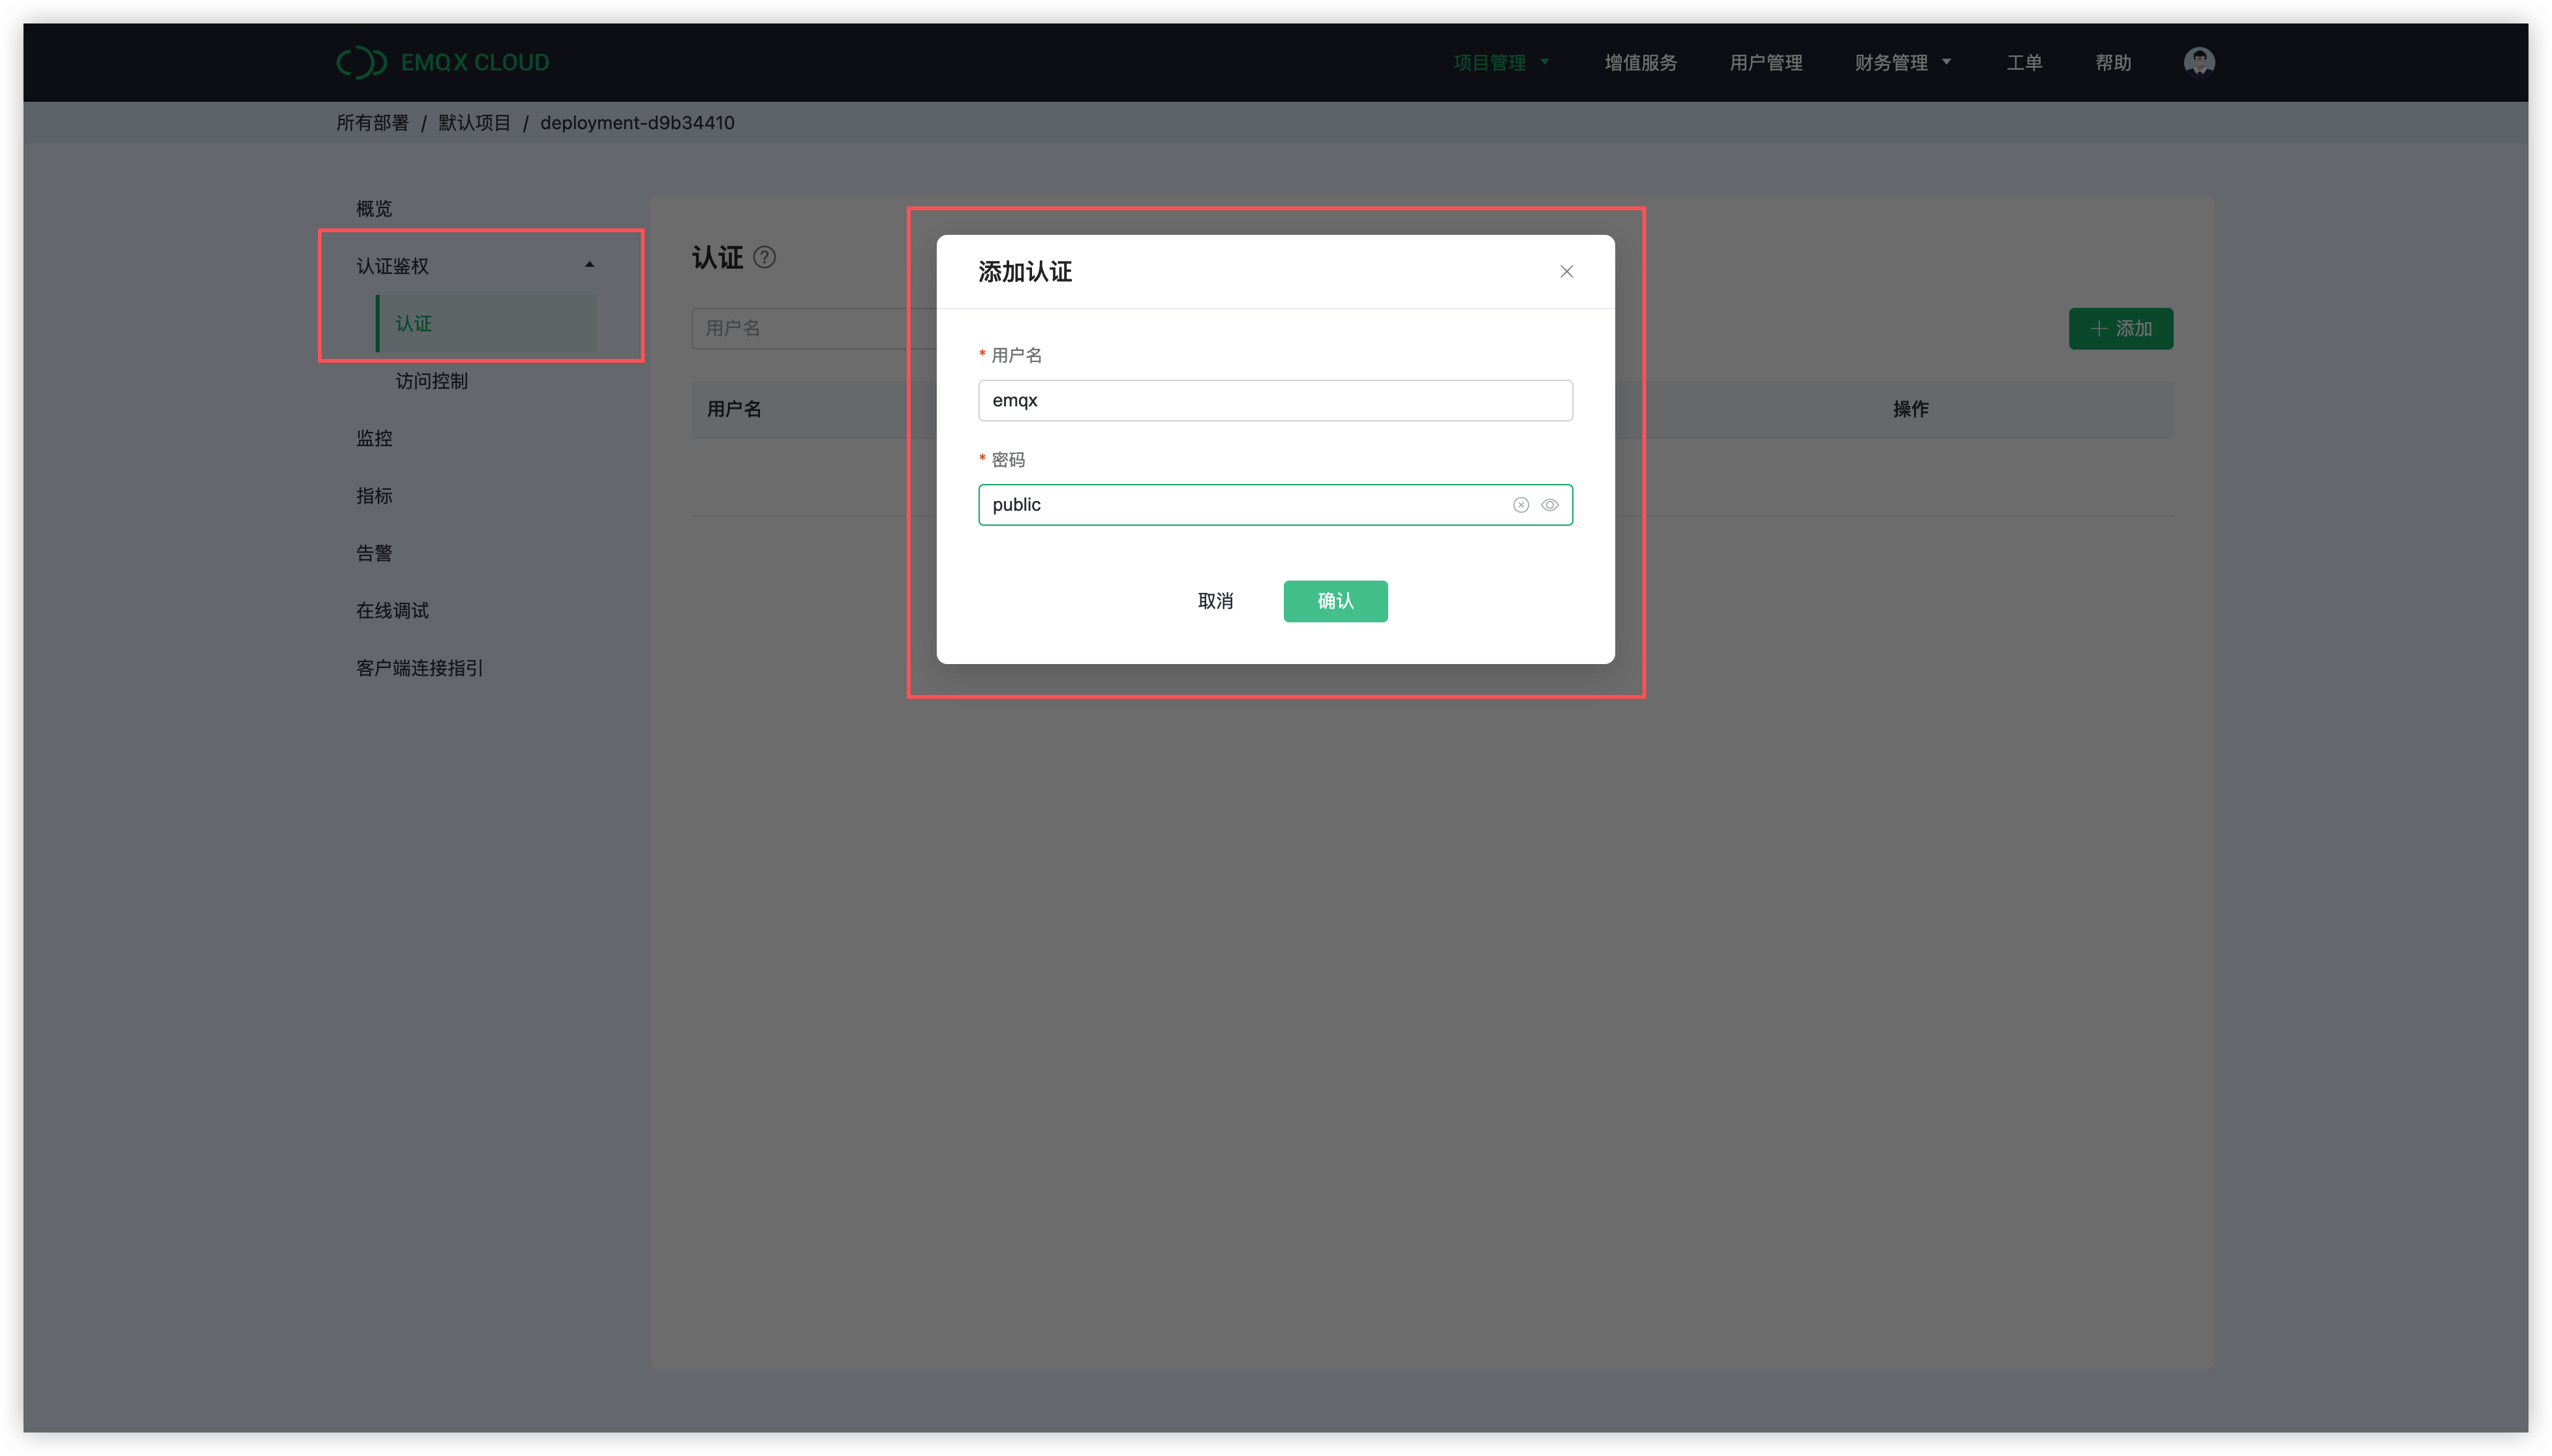 EMQX CLOUD
项目管理 增值服务 用户管理 财务管理 工单 帮助
所有部署 / 默认项目 / deployment-d9b34410
概览
认证鉴权
认证
访问控制
监控
指标
告警
在线调试
客户端连接指引
认证 ?
用户名
+ 添加
用户名 操作
添加认证
* 用户名
emqx
* 密码
public
取消 确认